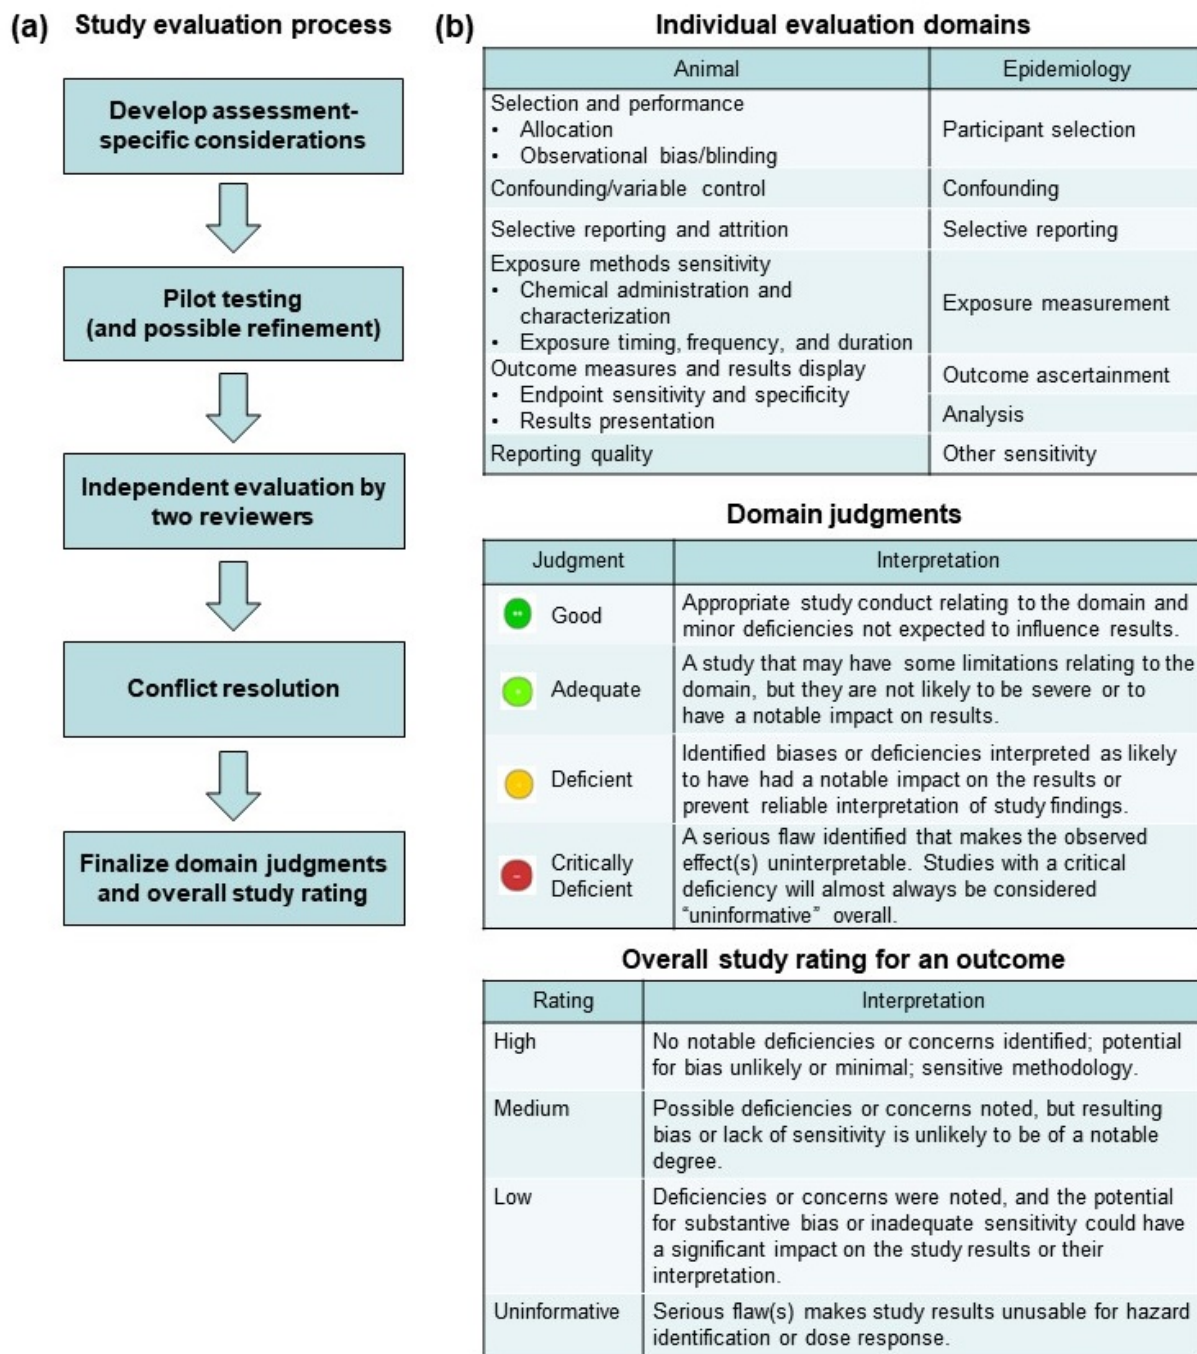 (a) Study evaluation process
Develop assessment-
specific considerations
Pilot testing
(and possible refinement)
Independent evaluation by
two reviewers
Conflict resolution
Finalize domain judgments
and overall study rating
(b) Individual evaluation domains
Animal
Epidemiology
Selection and performance
• Allocation
• Observational bias/blinding
Participant selection
Confounding/variable control
Confounding
Selective reporting and attrition
Selective reporting
Exposure methods sensitivity
• Chemical administration and
characterization
• Exposure timing, frequency, and duration
Exposure measurement
Outcome measures and results display
• Endpoint sensitivity and specificity
• Results presentation
Outcome ascertainment
Analysis
Reporting quality
Other sensitivity
Domain judgments
Judgment
Interpretation
Good
Appropriate study conduct relating to the domain and
minor deficiencies not expected to influence results.
Adequate
A study that may have some limitations relating to the
domain, but they are not likely to be severe or to
have a notable impact on results.
Deficient
Identified biases or deficiencies interpreted as likely
to have had a notable impact on the results or
prevent reliable interpretation of study findings.
Critically
Deficient
A serious flaw identified that makes the observed
effect(s) uninterpretable. Studies with a critical
deficiency will almost always be considered
“uninformative” overall.
Overall study rating for an outcome
Rating
Interpretation
High
No notable deficiencies or concerns identified; potential
for bias unlikely or minimal; sensitive methodology.
Medium
Possible deficiencies or concerns noted, but resulting
bias or lack of sensitivity is unlikely to be of a notable
degree.
Low
Deficiencies or concerns were noted, and the potential
for substantive bias or inadequate sensitivity could have
a significant impact on the study results or their
interpretation.
Uninformative
Serious flaw(s) makes study results unusable for hazard
identification or dose response.